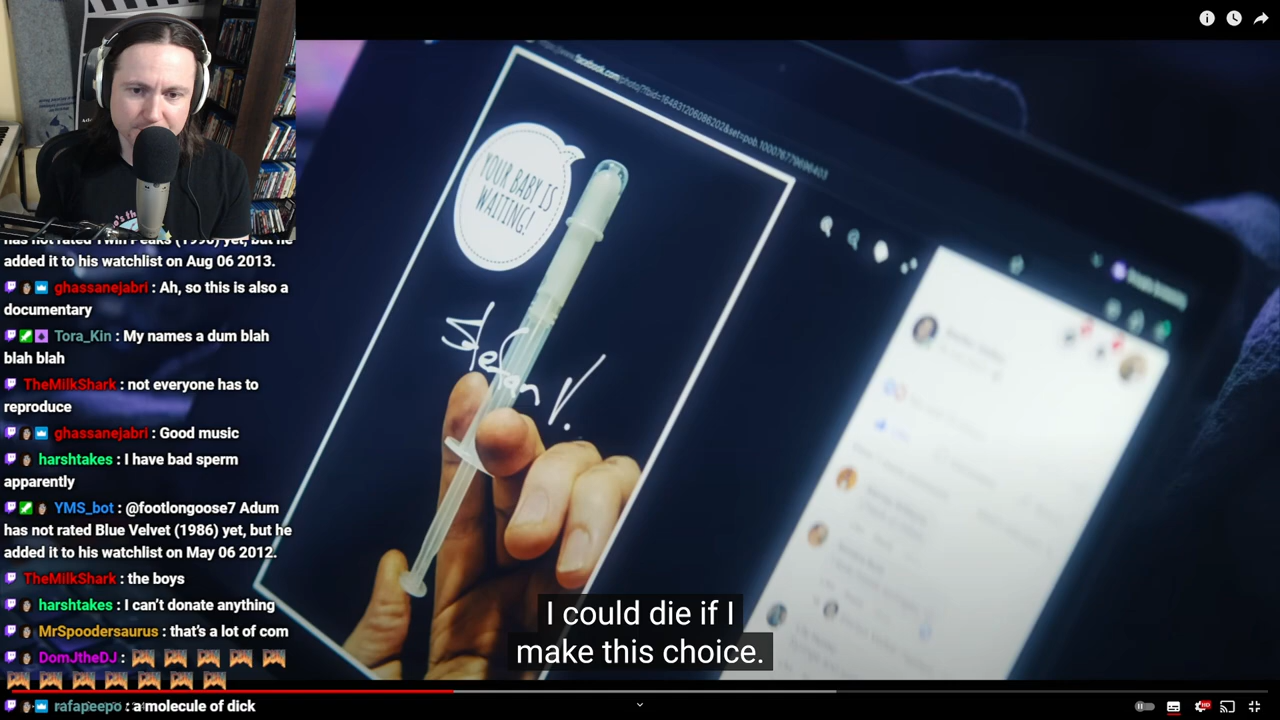 has not rated Twin Peaks (1990) yet, but he
added it to his watchlist on Aug 06 2013.
ghassanejabri : Ah, so this is also a
documentary
Tora_Kin : My names a dum blah
blah blah
TheMilkShark : not everyone has to
reproduce
ghassanejabri : Good music
harshtakes : I have bad sperm
apparently
YMS_bot : @footlongoose7 Adum
has not rated Blue Velvet (1986) yet, but he
added it to his watchlist on May 06 2012.
TheMilkShark : the boys
harshtakes : I can't donate anything
MrSpoodersaurus : that's a lot of com
DomJtheDJ :
rafapeepo : a molecule of dick
YOUR BABY IS
WAITING!
Stefan V.
I could die if I
make this choice.
HD